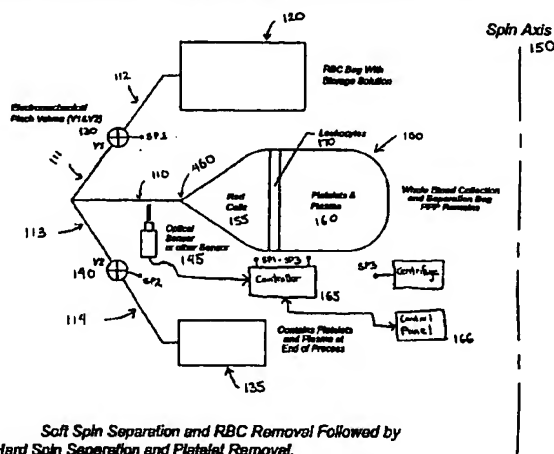 120
Spin Axis
150
112
RBC Bag With
Storage Solution
Electromechanical
Pinch Valves (V1&V2)
120
SP1
V1
Leukocytes
170
100
111
110
460
Red
Cells
155
Platelets &
Plasma
160
Whole Blood Collection
and Separation Bag
PPP Remains
113
Optical
Sensor
or other Sensor
145
SP1 - SP3
Controller
165
SP3
Centrifuge
140
V2
SP2
114
Contains Platelets
and Plasma at
End of Process
Control
Panel
166
135
Soft Spin Separation and RBC Removal Followed by
Hard Spin Separation and Platelet Removal.